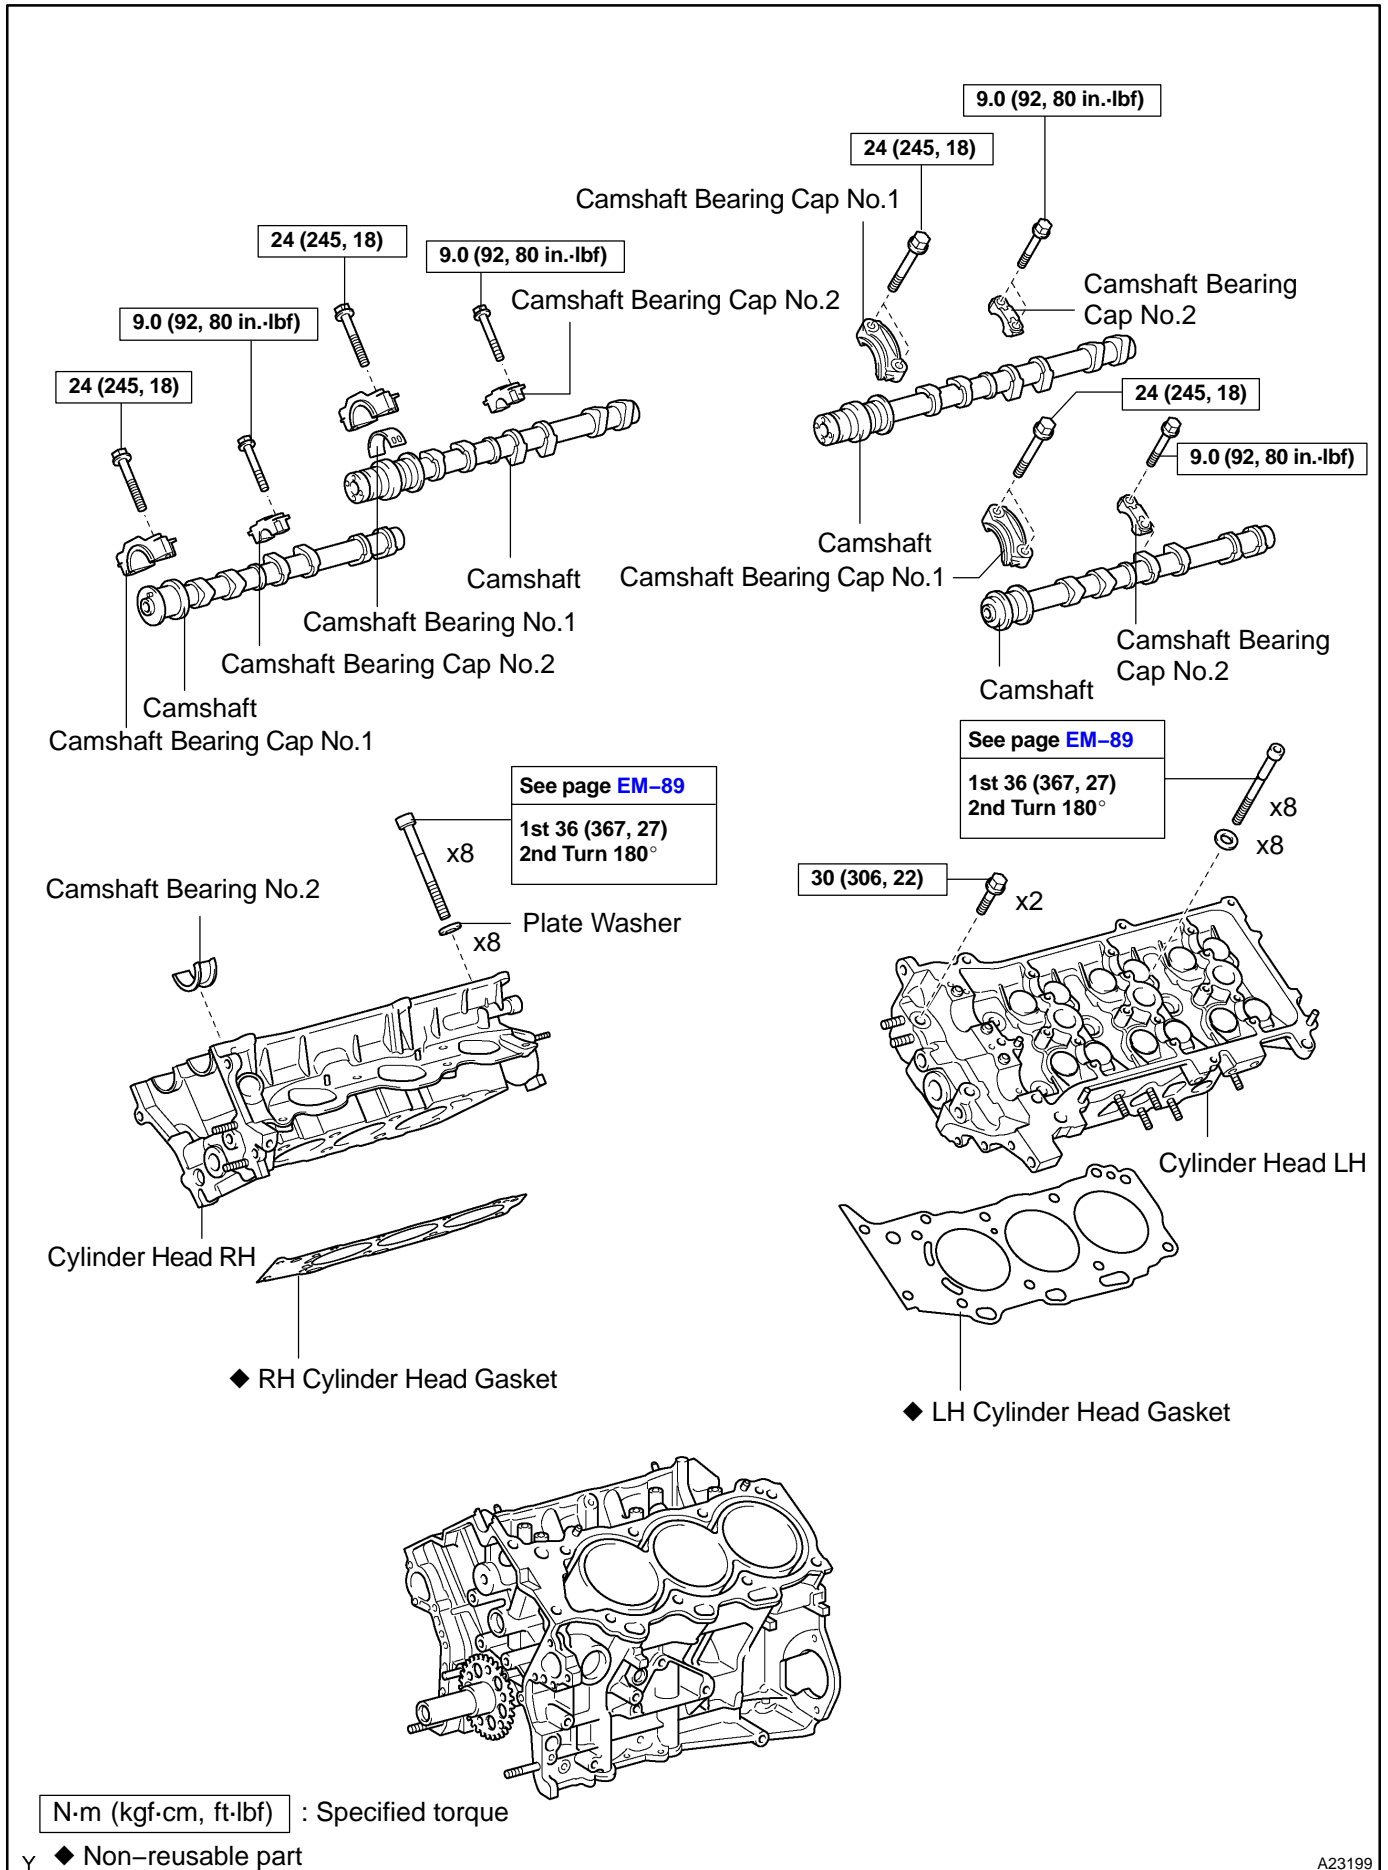 9.0 (92, 80 in.·lbf)
24 (245, 18)
Camshaft Bearing Cap No.1
24 (245, 18)
9.0 (92, 80 in.·lbf)
Camshaft Bearing
Cap No.2
Camshaft Bearing Cap No.2
9.0 (92, 80 in.·lbf)
24 (245, 18)
24 (245, 18)
9.0 (92, 80 in.·lbf)
Camshaft
Camshaft
Camshaft Bearing Cap No.1
Camshaft Bearing No.1
Camshaft Bearing Cap No.2
Camshaft Bearing
Cap No.2
Camshaft
Camshaft
Camshaft Bearing Cap No.1
See page EM−89
1st 36 (367, 27)
2nd Turn 180°
x8
x8
See page EM−89
1st 36 (367, 27)
2nd Turn 180°
x8
Camshaft Bearing No.2
30 (306, 22)
x2
Plate Washer
x8
Cylinder Head LH
Cylinder Head RH
◆ RH Cylinder Head Gasket
◆ LH Cylinder Head Gasket
N·m (kgf·cm, ft·lbf) : Specified torque
◆ Non−reusable part
Y
A23199